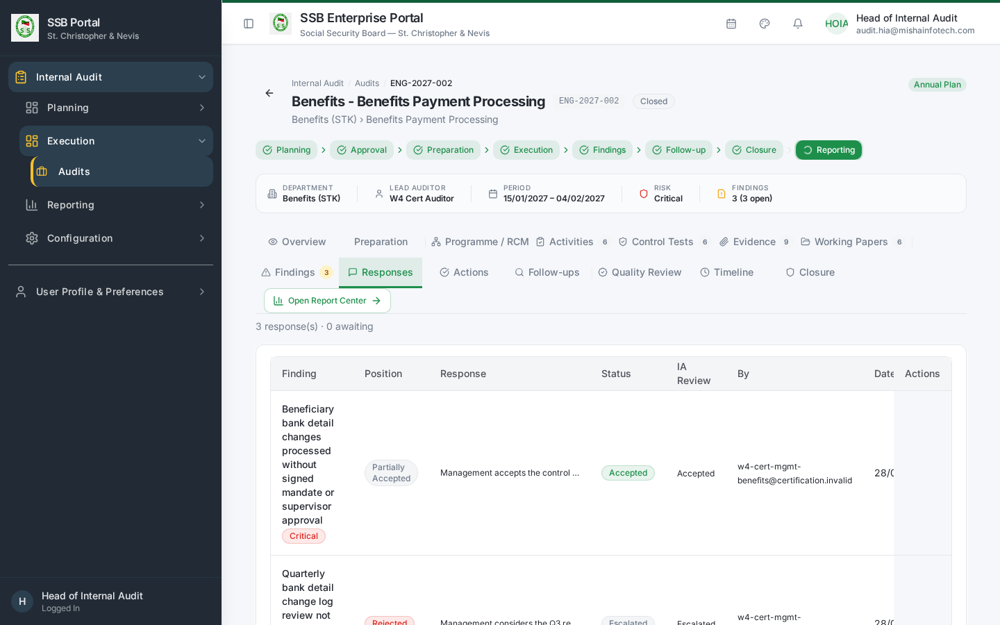 SSB Portal
St. Christopher & Nevis
Internal Audit
Planning
Execution
Audits
Reporting
Configuration
User Profile & Preferences
H
Head of Internal Audit
Logged In
SSB Enterprise Portal
Social Security Board — St. Christopher & Nevis
HOIA
Head of Internal Audit
audit.hia@mishainfotech.com
Internal Audit / Audits / ENG-2027-002
Annual Plan
Benefits - Benefits Payment Processing
ENG-2027-002
Closed
Benefits (STK) › Benefits Payment Processing
Planning
Approval
Preparation
Execution
Findings
Follow-up
Closure
Reporting
DEPARTMENT
Benefits (STK)
LEAD AUDITOR
W4 Cert Auditor
PERIOD
15/01/2027 – 04/02/2027
RISK
Critical
FINDINGS
3 (3 open)
Overview
Preparation
Programme / RCM
Activities 6
Control Tests 6
Evidence 9
Working Papers 6
Findings 3
Responses
Actions
Follow-ups
Quality Review
Timeline
Closure
Open Report Center
3 response(s) · 0 awaiting
Finding
Position
Response
Status
IA
Review
By
Date
Actions
Beneficiary
bank detail
changes
processed
without
signed
mandate or
supervisor
approval
Critical
Partially
Accepted
Management accepts the control ...
Accepted
Accepted
w4-cert-mgmt-
benefits@certification.invalid
28/0
Quarterly
bank detail
change log
review not
Rejected
Management considers the Q3 re...
Escalated
Escalated
w4-cert-mgmt-
28/0